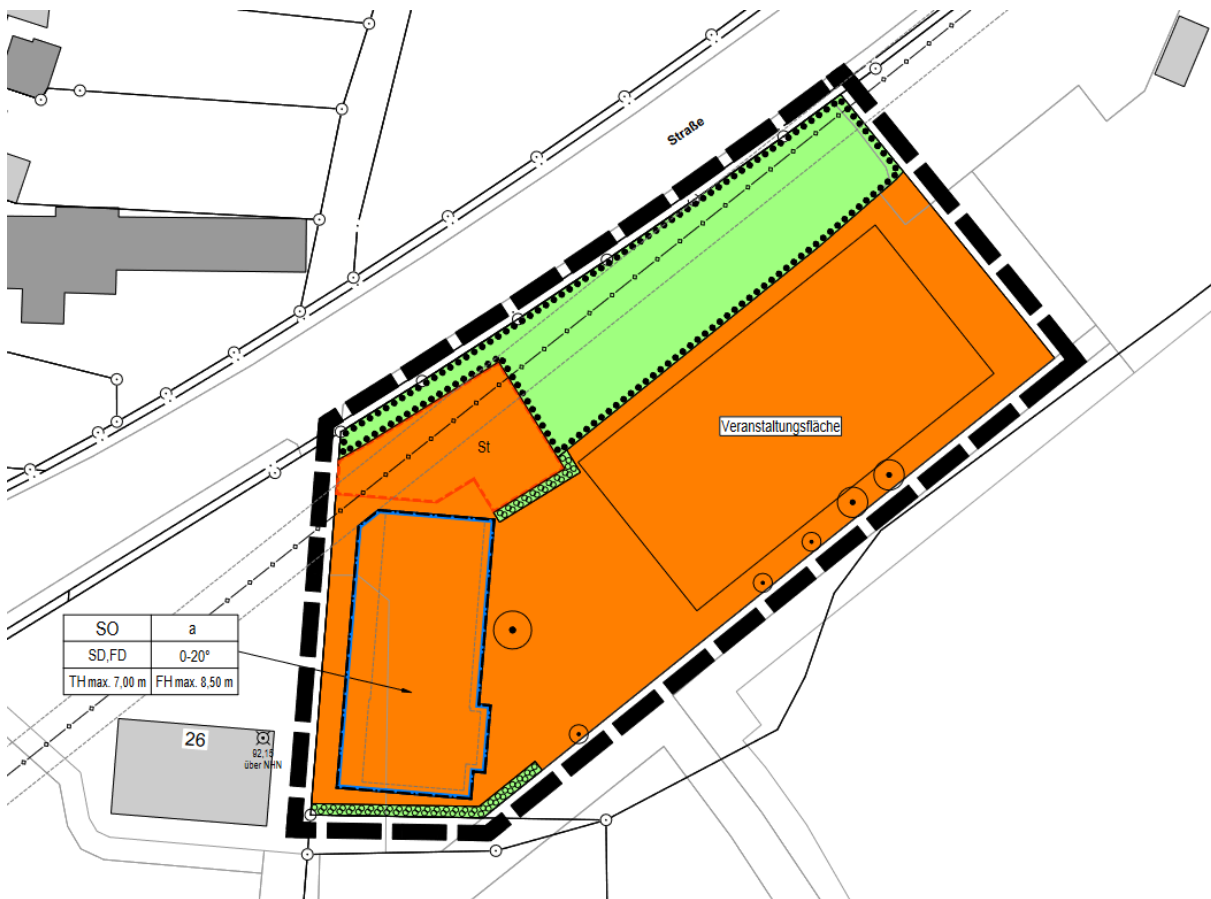 Straße
Veranstaltungsfläche
St
SO a
SD,FD 0-20°
TH max. 7,00 m FH max. 8,50 m
26
92,15
über NHN